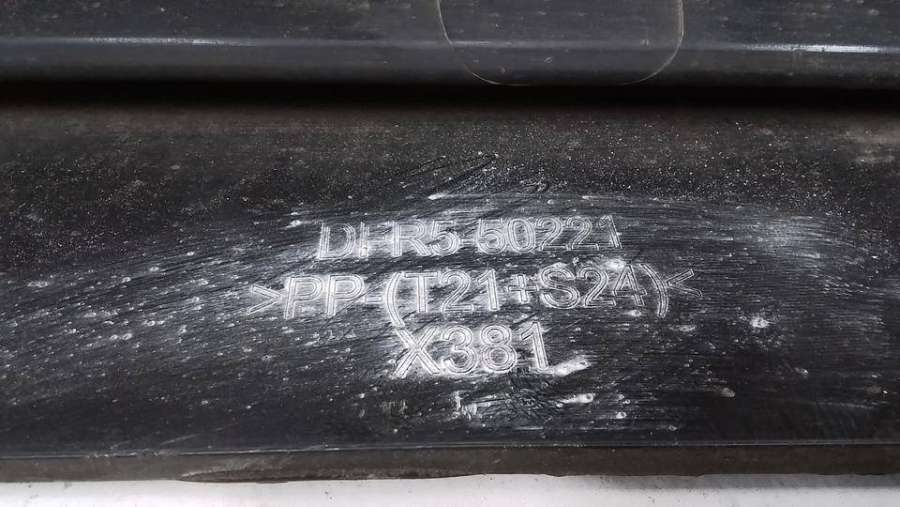 DFR5-50221
>PP-(T21+S24)<
X381